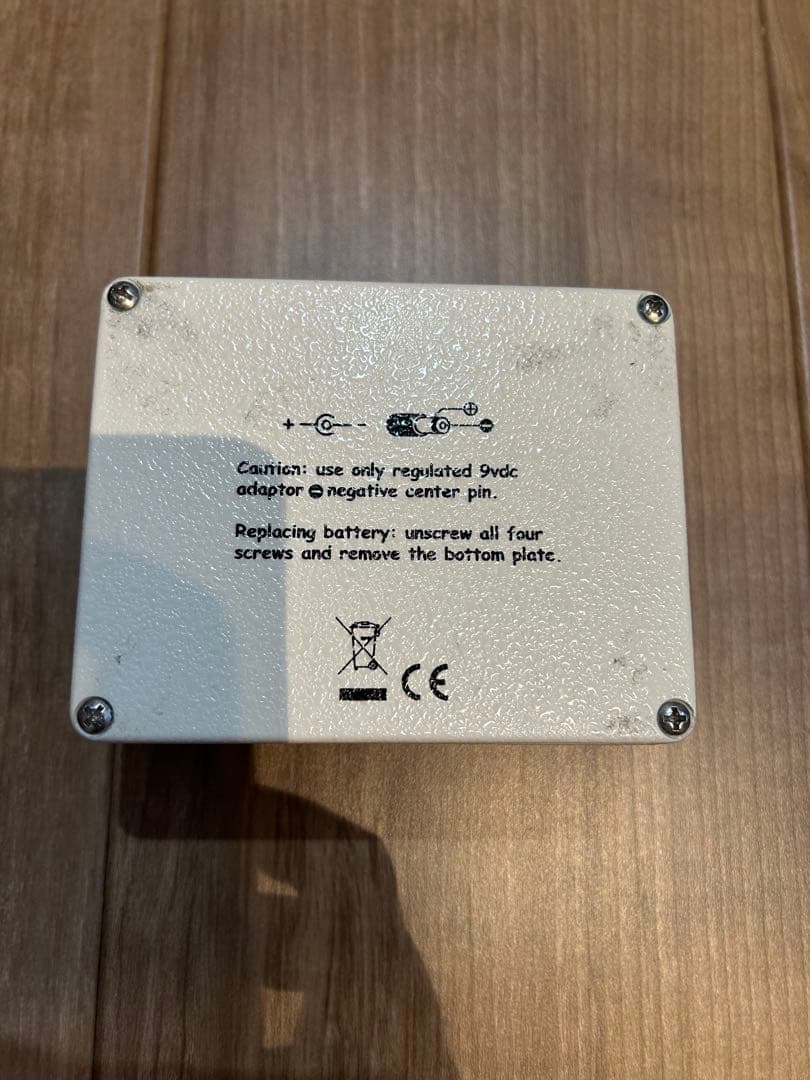 + -
+
-
Caution: use only regulated 9vdc
adaptor ⊖ negative center pin.
Replacing battery: unscrew all four
screws and remove the bottom plate.
CE